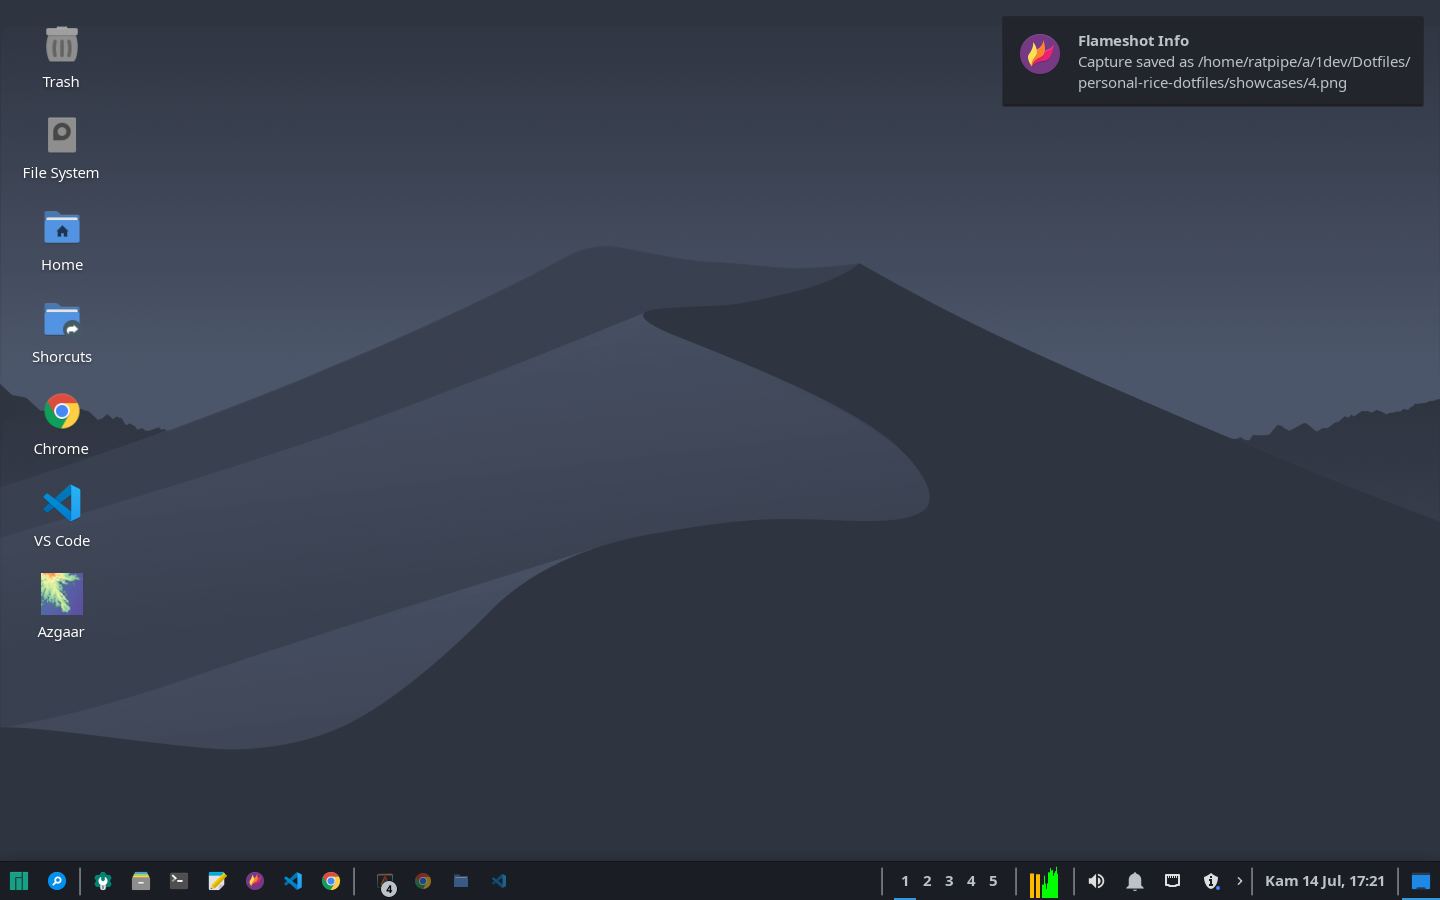 Flameshot Info
Capture saved as /home/ratpipe/a/1dev/Dotfiles/
personal-rice-dotfiles/showcases/4.png
Trash
File System
Home
Shorcuts
Chrome
VS Code
Azgaar
4
1 2 3 4 5
Kam 14 Jul, 17:21